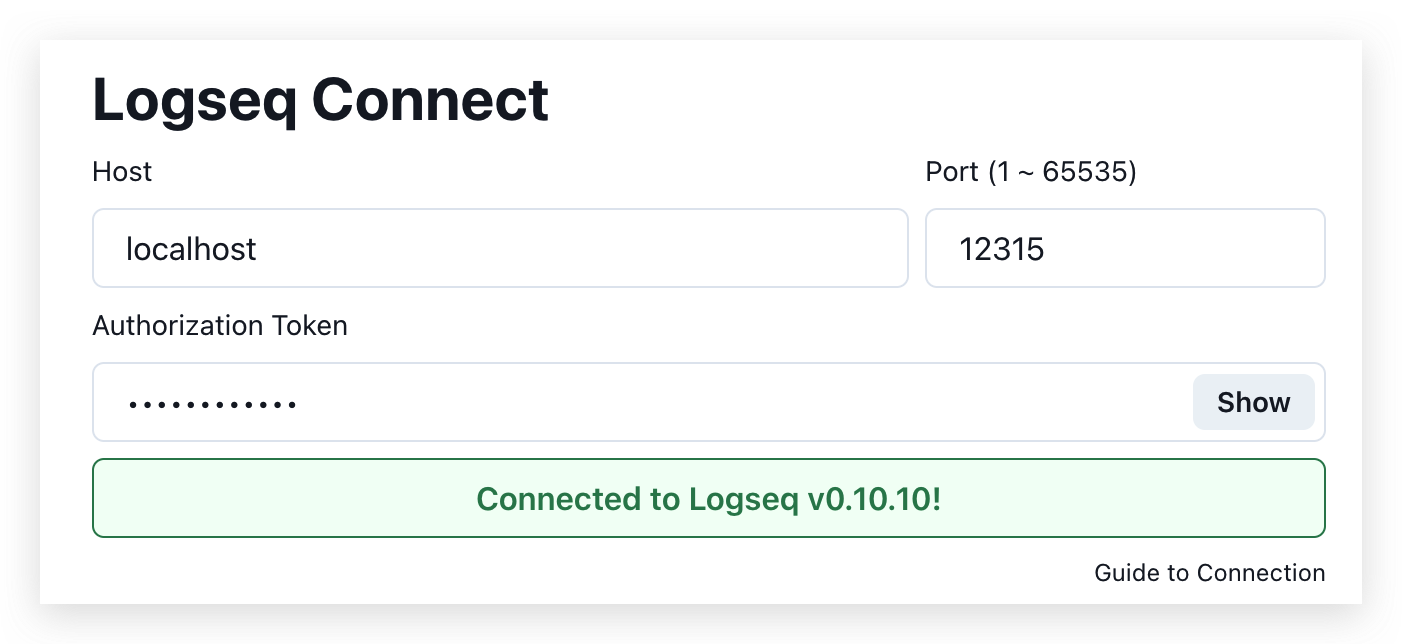 Logseq Connect
Host
Port (1 ~ 65535)
localhost
12315
Authorization Token
••••••••••••
Show
Connected to Logseq v0.10.10!
Guide to Connection